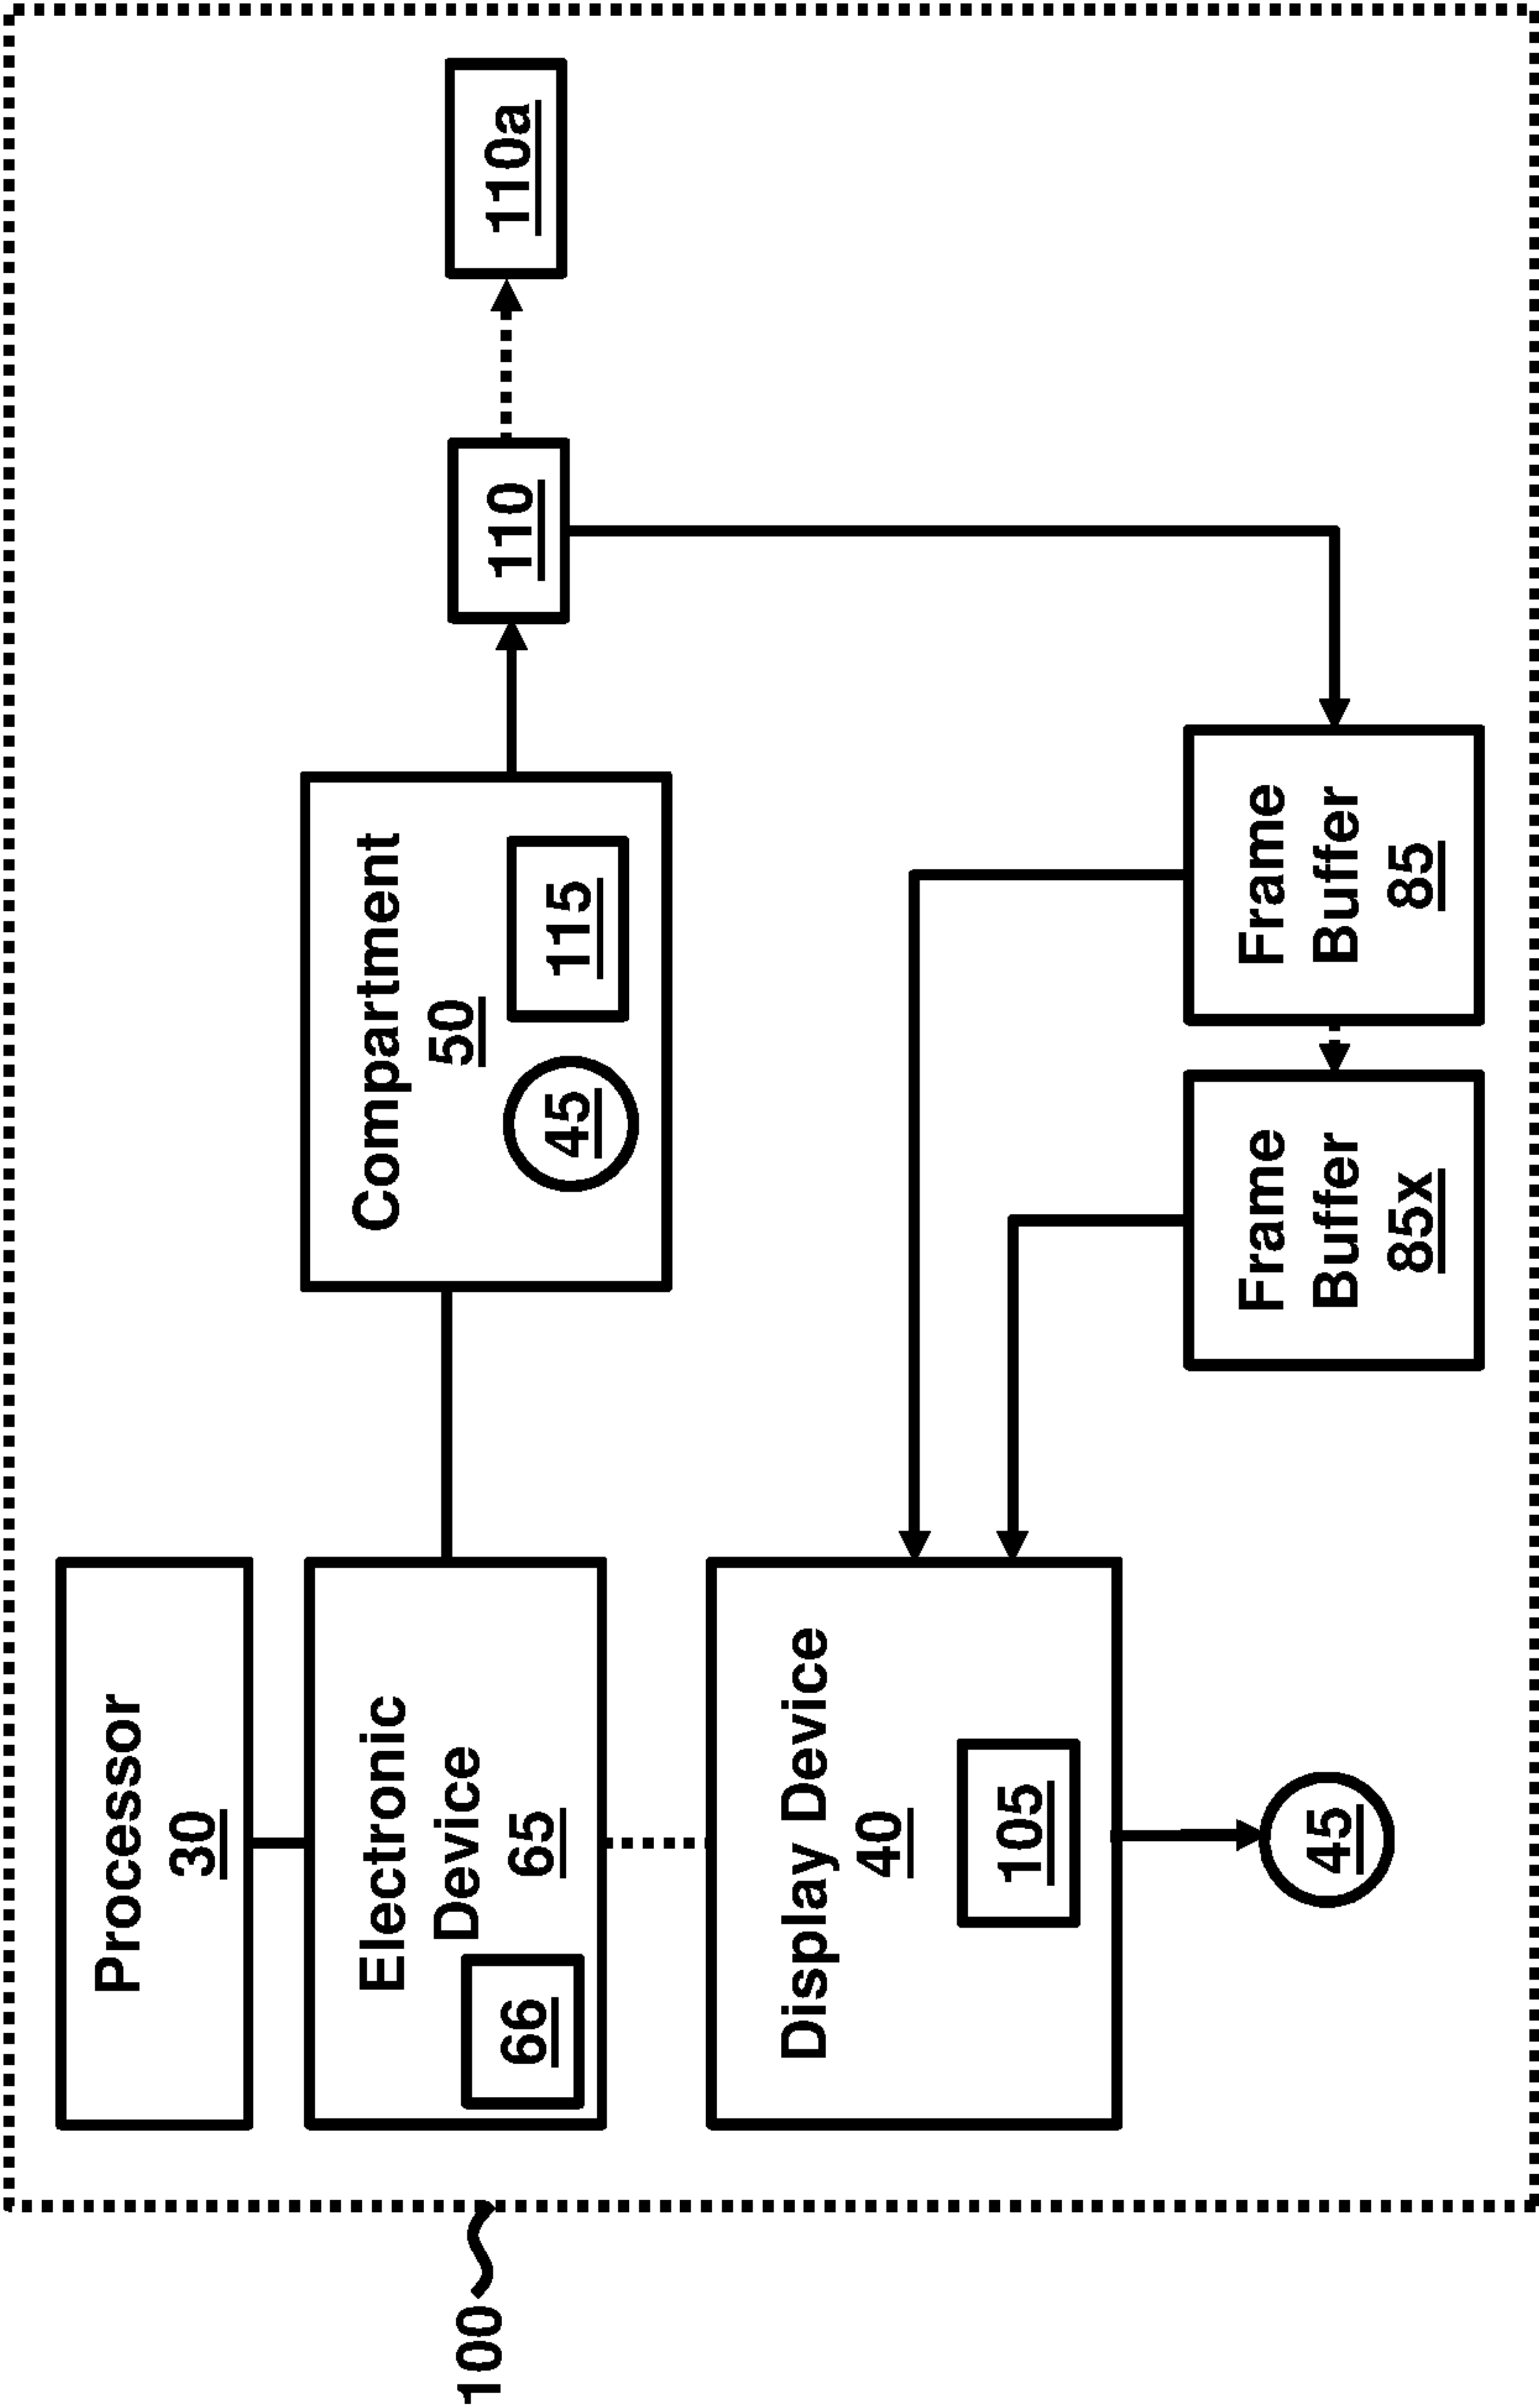 100
Processor
30
Electronic
Device
65
66
Compartment
50
45
115
110
110a
Display Device
40
105
45
Frame
Buffer
85x
Frame
Buffer
85